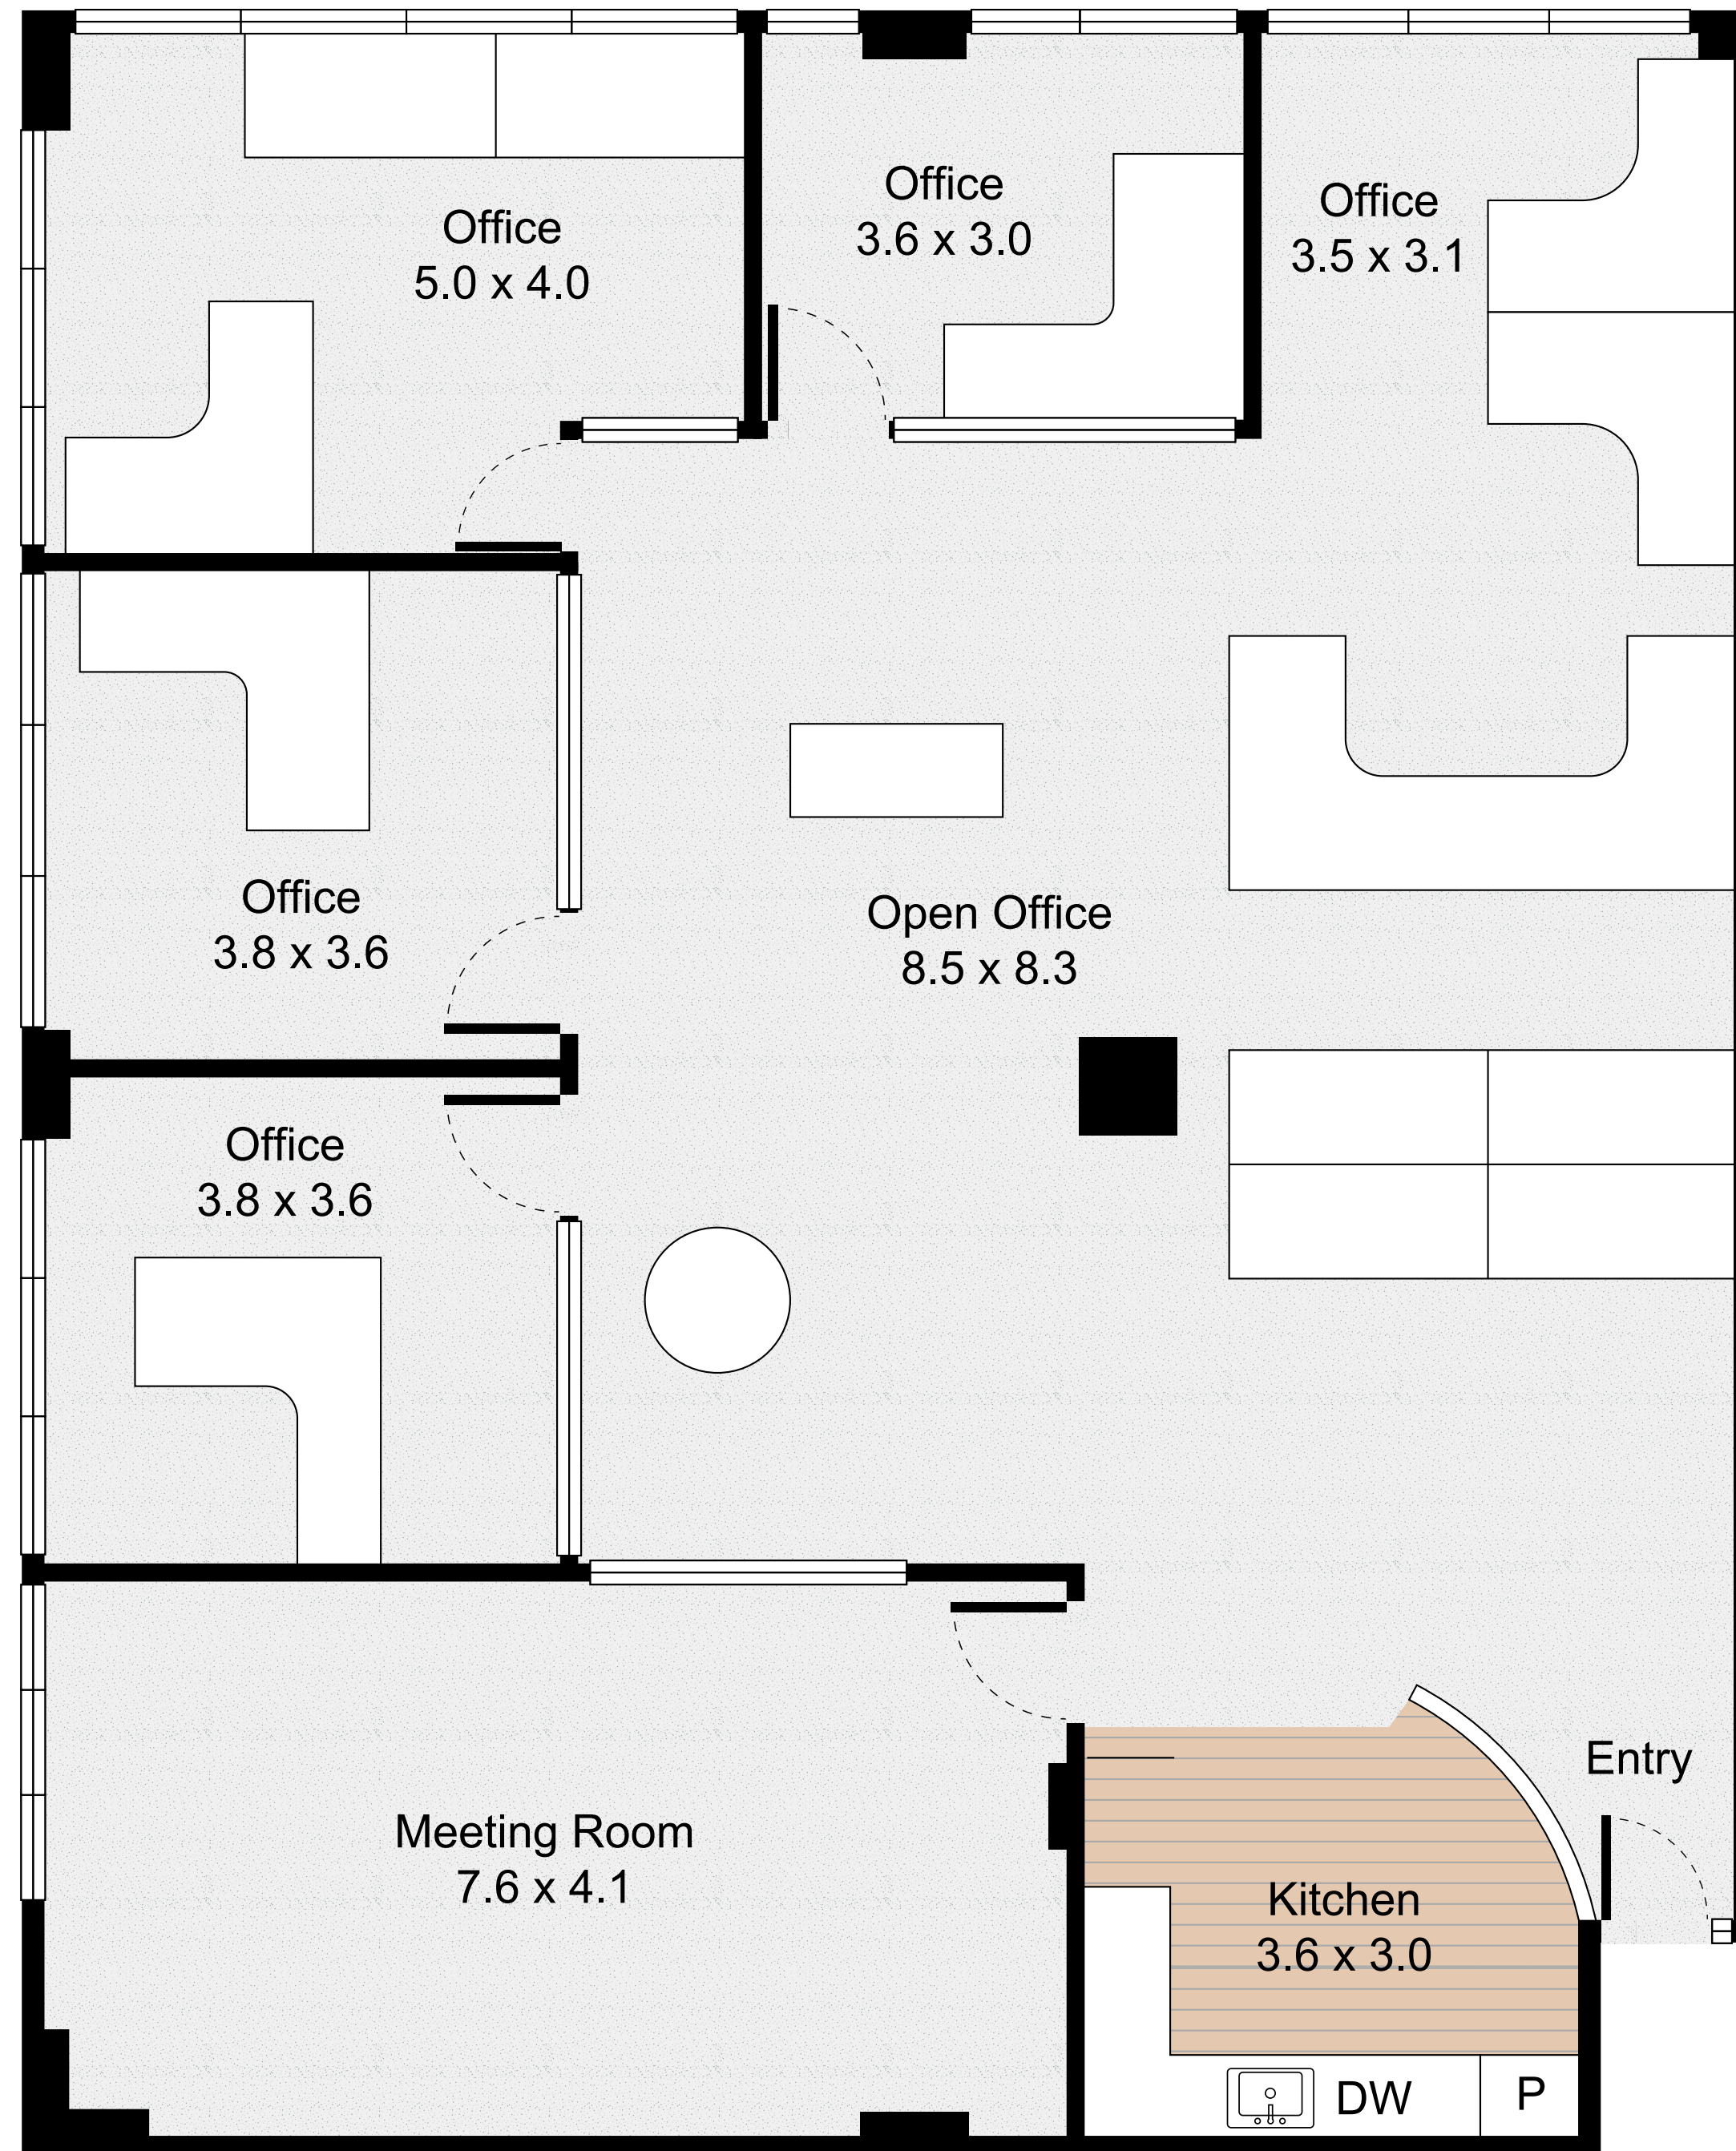 Office
5.0 x 4.0
Office
3.6 x 3.0
Office
3.5 x 3.1
Office
3.8 x 3.6
Open Office
8.5 x 8.3
Office
3.8 x 3.6
Entry
Meeting Room
7.6 x 4.1
Kitchen
3.6 x 3.0
DW
P